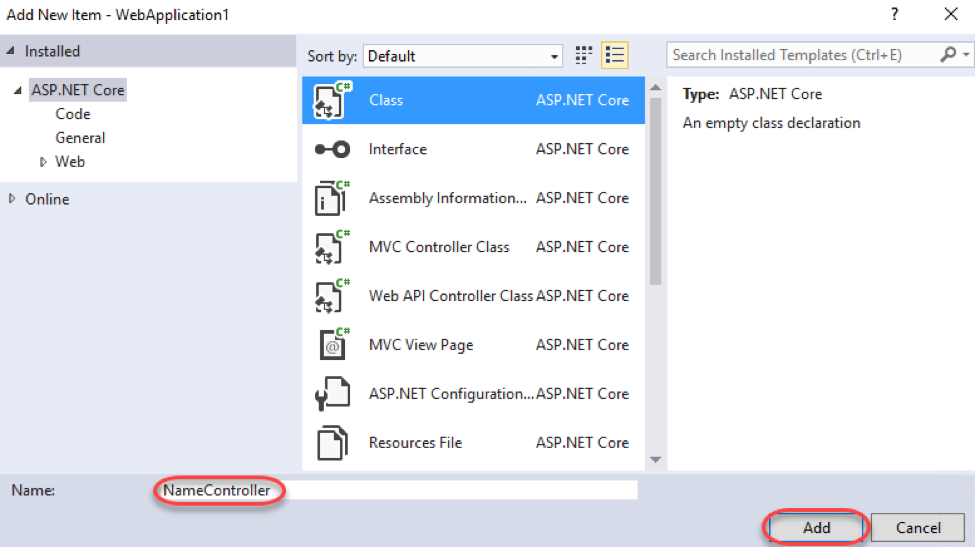 Add New Item - WebApplication1
?
Installed
Sort by: Default
Search Installed Templates (Ctrl+E)
ASP.NET Core
Code
General
Web
Online
C# Class ASP.NET Core
Interface ASP.NET Core
C# Assembly Information... ASP.NET Core
C# MVC Controller Class ASP.NET Core
C# Web API Controller Class ASP.NET Core
C# @ MVC View Page ASP.NET Core
ASP.NET Configuration... ASP.NET Core
Resources File ASP.NET Core
Type: ASP.NET Core
An empty class declaration
Name: NameController
Add Cancel